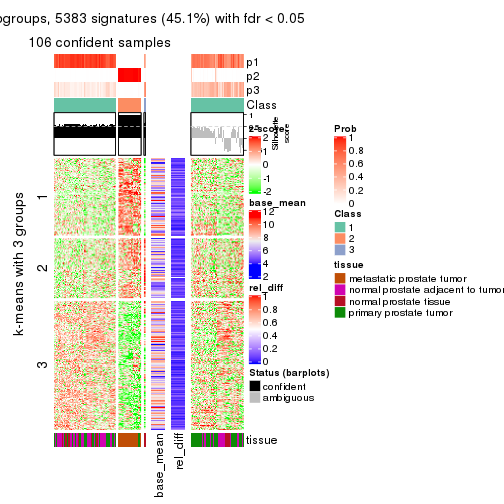 ogroups, 5383 signatures (45.1%) with fdr < 0.05
106 confident samples
p1
p2
p3
Class
1
Silhouette
score
z-score
2
1
0
-1
-2
base_mean
12
10
8
6
4
2
rel_diff
1
0.8
0.6
0.4
0.2
0
Status (barplots)
confident
ambiguous
Prob
1
0.8
0.6
0.4
0.2
0
Class
1
2
3
tissue
metastatic prostate tumor
normal prostate adjacent to tumor
normal prostate tissue
primary prostate tumor
k-means with 3 groups
1
2
3
tissue
base_mean
rel_diff